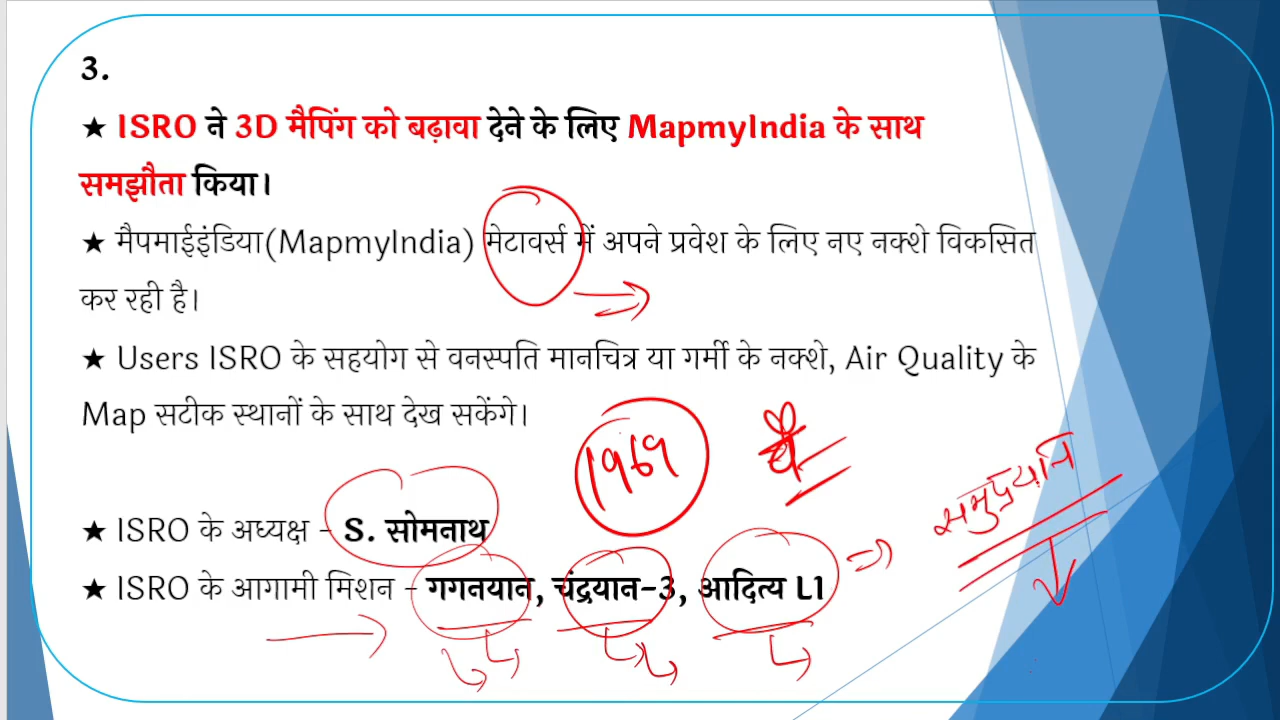 3.
★ ISRO ने 3D मैपिंग को बढ़ावा देने के लिए MapmyIndia के साथ
समझौता किया।
★ मैपमाईइंडिया(MapmyIndia) मेटावर्स में अपने प्रवेश के लिए नए नक्शे विकसित
कर रही है।
★ Users ISRO के सहयोग से वनस्पति मानचित्र या गर्मी के नक्शे, Air Quality के
Map सटीक स्थानों के साथ देख सकेंगे।
1969
समुद्रयान
★ ISRO के अध्यक्ष - S. सोमनाथ
★ ISRO के आगामी मिशन - गगनयान, चंद्रयान-3, आदित्य L1